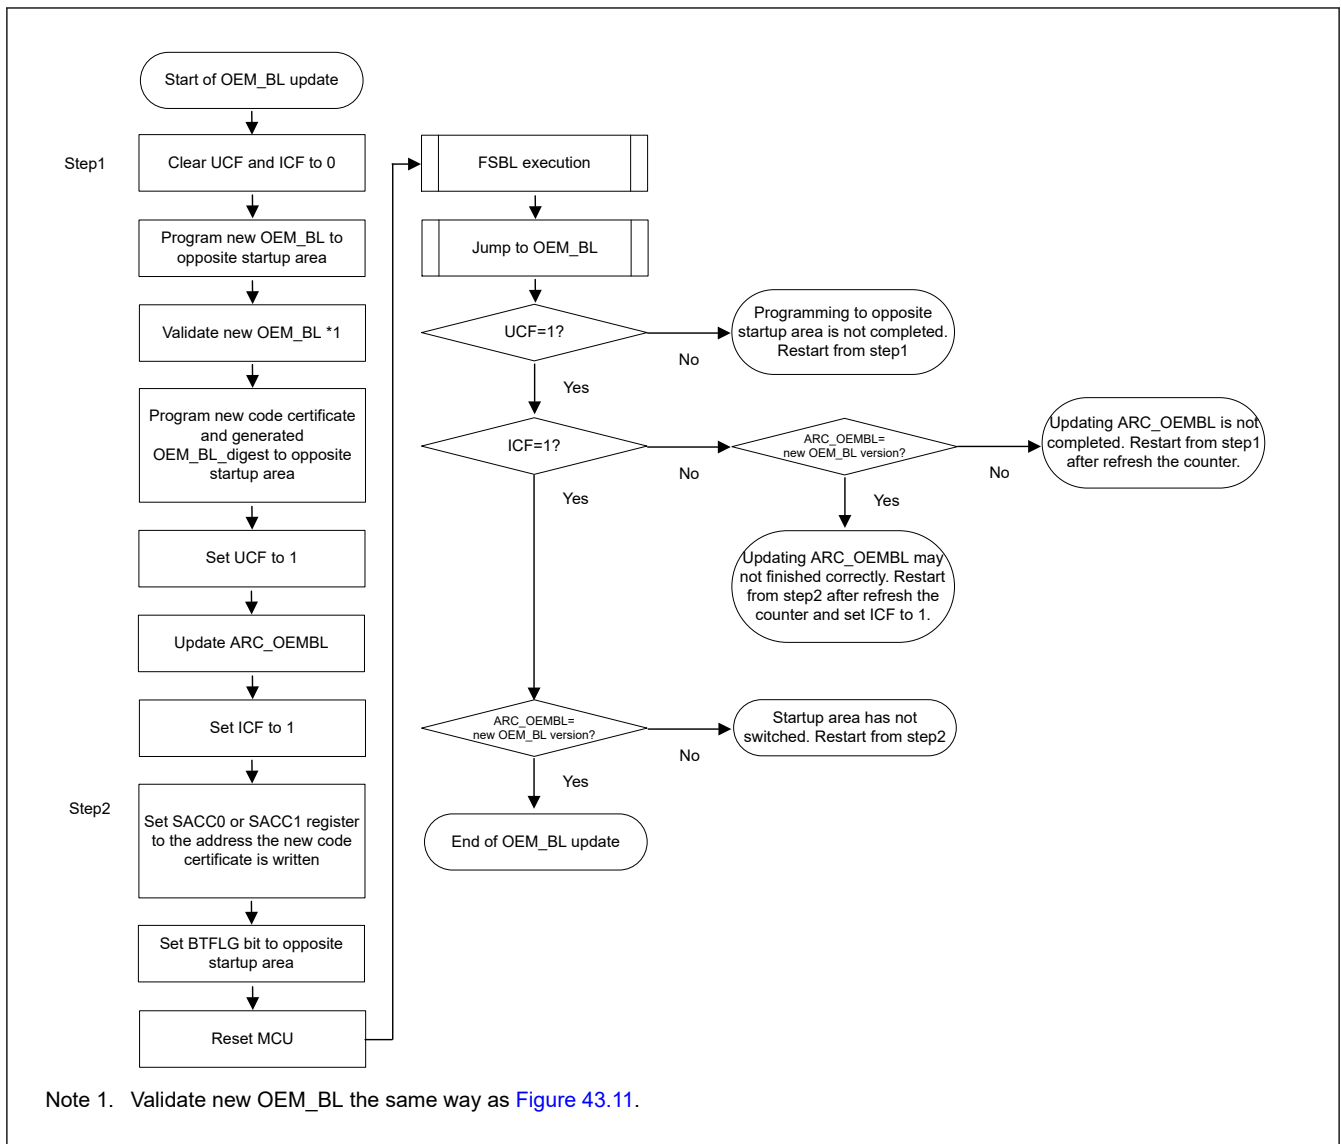 Start of OEM_BL update
Step1
Clear UCF and ICF to 0
Program new OEM_BL to
opposite startup area
Validate new OEM_BL *1
Program new code certificate
and generated
OEM_BL_digest to opposite
startup area
Set UCF to 1
Update ARC_OEMBL
Set ICF to 1
Step2
Set SACC0 or SACC1 register
to the address the new code
certificate is written
Set BTFLG bit to opposite
startup area
Reset MCU
FSBL execution
Jump to OEM_BL
UCF=1?
No
Programming to opposite
startup area is not completed.
Restart from step1
Yes
ICF=1?
No
ARC_OEMBL=
new OEM_BL version?
No
Updating ARC_OEMBL is not
completed. Restart from step1
after refresh the counter.
Yes
Updating ARC_OEMBL may
not finished correctly. Restart
from step2 after refresh the
counter and set ICF to 1.
Yes
ARC_OEMBL=
new OEM_BL version?
No
Startup area has not
switched. Restart from step2
Yes
End of OEM_BL update
Note 1. Validate new OEM_BL the same way as Figure 43.11.